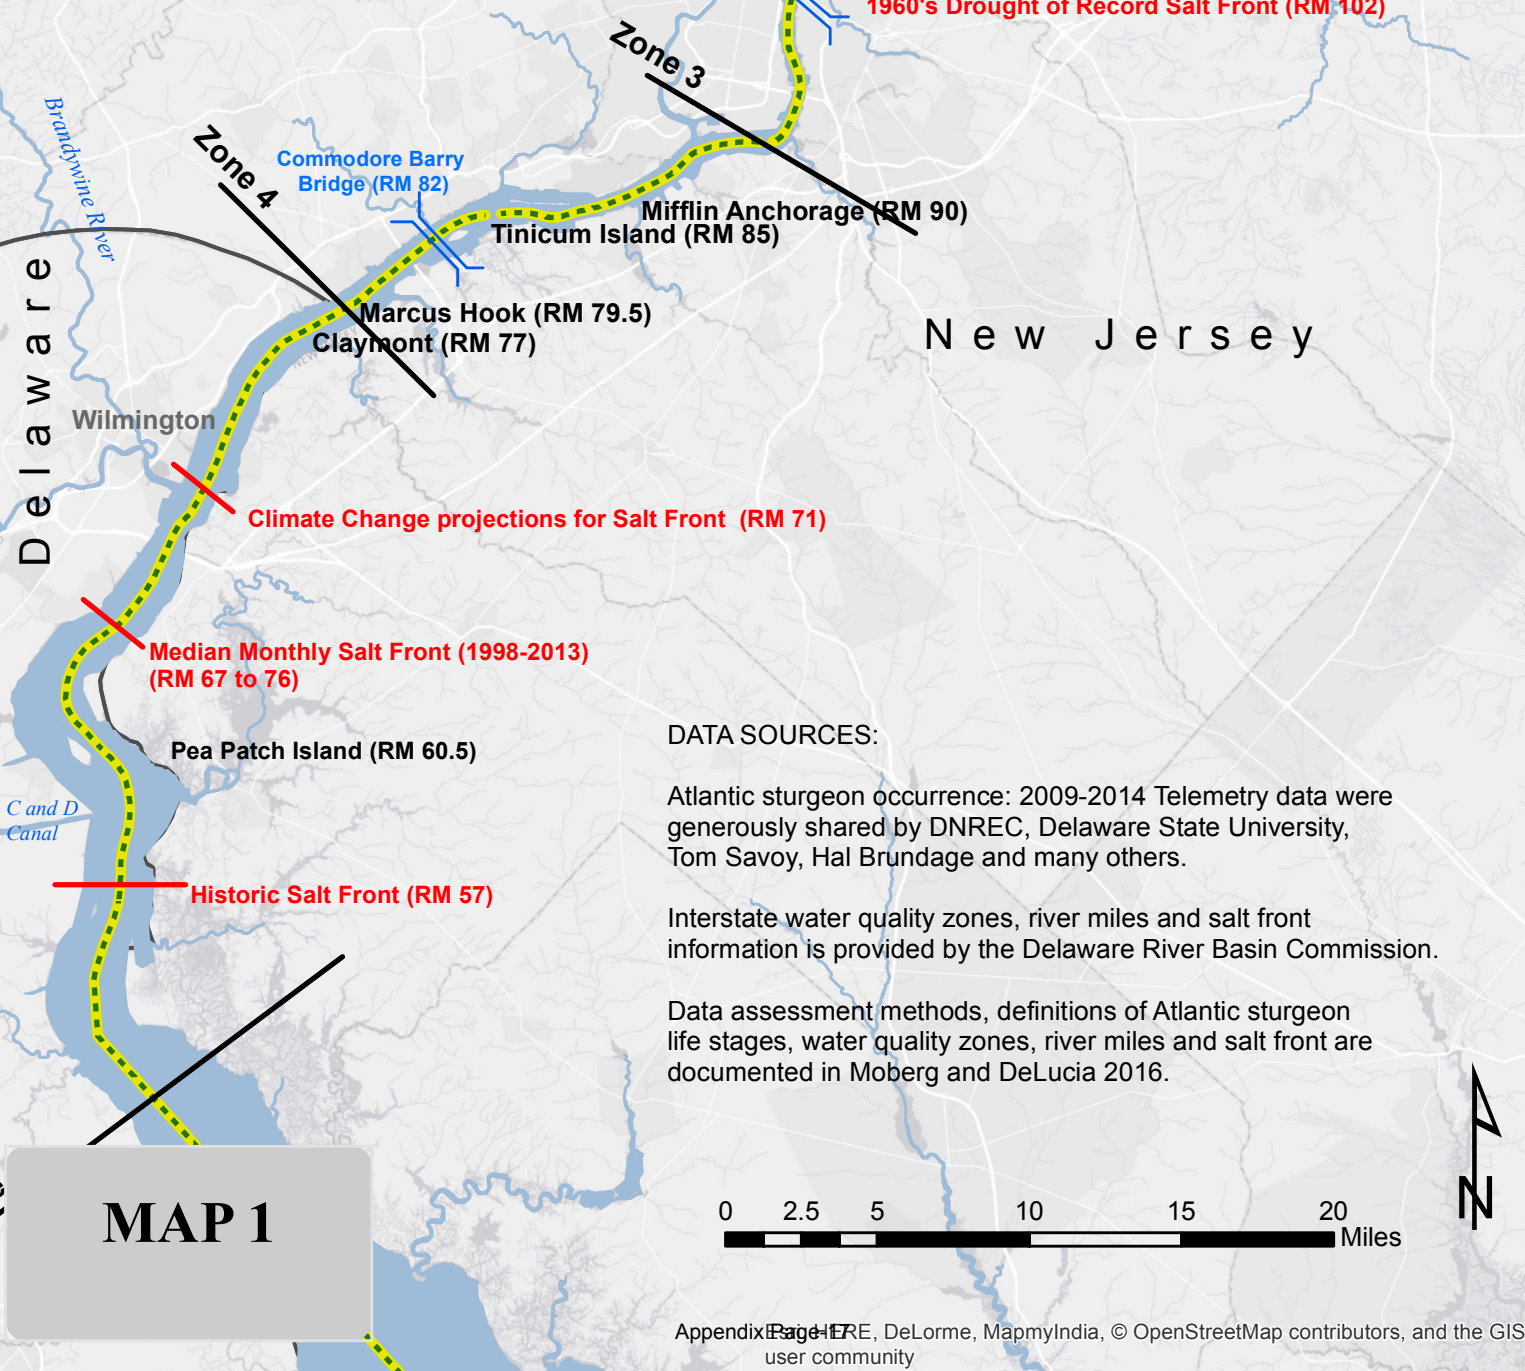 1960's Drought of Record Salt Front (RM 102)
Zone 3
Brandywine River
Zone 4
Commodore Barry
Bridge (RM 82)
Mifflin Anchorage (RM 90)
Tinicum Island (RM 85)
Delaware
Marcus Hook (RM 79.5)
Claymont (RM 77)
New Jersey
Wilmington
Climate Change projections for Salt Front (RM 71)
Median Monthly Salt Front (1998-2013)
(RM 67 to 76)
Pea Patch Island (RM 60.5)
C and D
Canal
Historic Salt Front (RM 57)
DATA SOURCES:
Atlantic sturgeon occurrence: 2009-2014 Telemetry data were
generously shared by DNREC, Delaware State University,
Tom Savoy, Hal Brundage and many others.
Interstate water quality zones, river miles and salt front
information is provided by the Delaware River Basin Commission.
Data assessment methods, definitions of Atlantic sturgeon
life stages, water quality zones, river miles and salt front are
documented in Moberg and DeLucia 2016.
MAP 1
0 2.5 5 10 15 20
Miles
N
Appendix Page-17
Esri, HERE, DeLorme, MapmyIndia, © OpenStreetMap contributors, and the GIS
user community